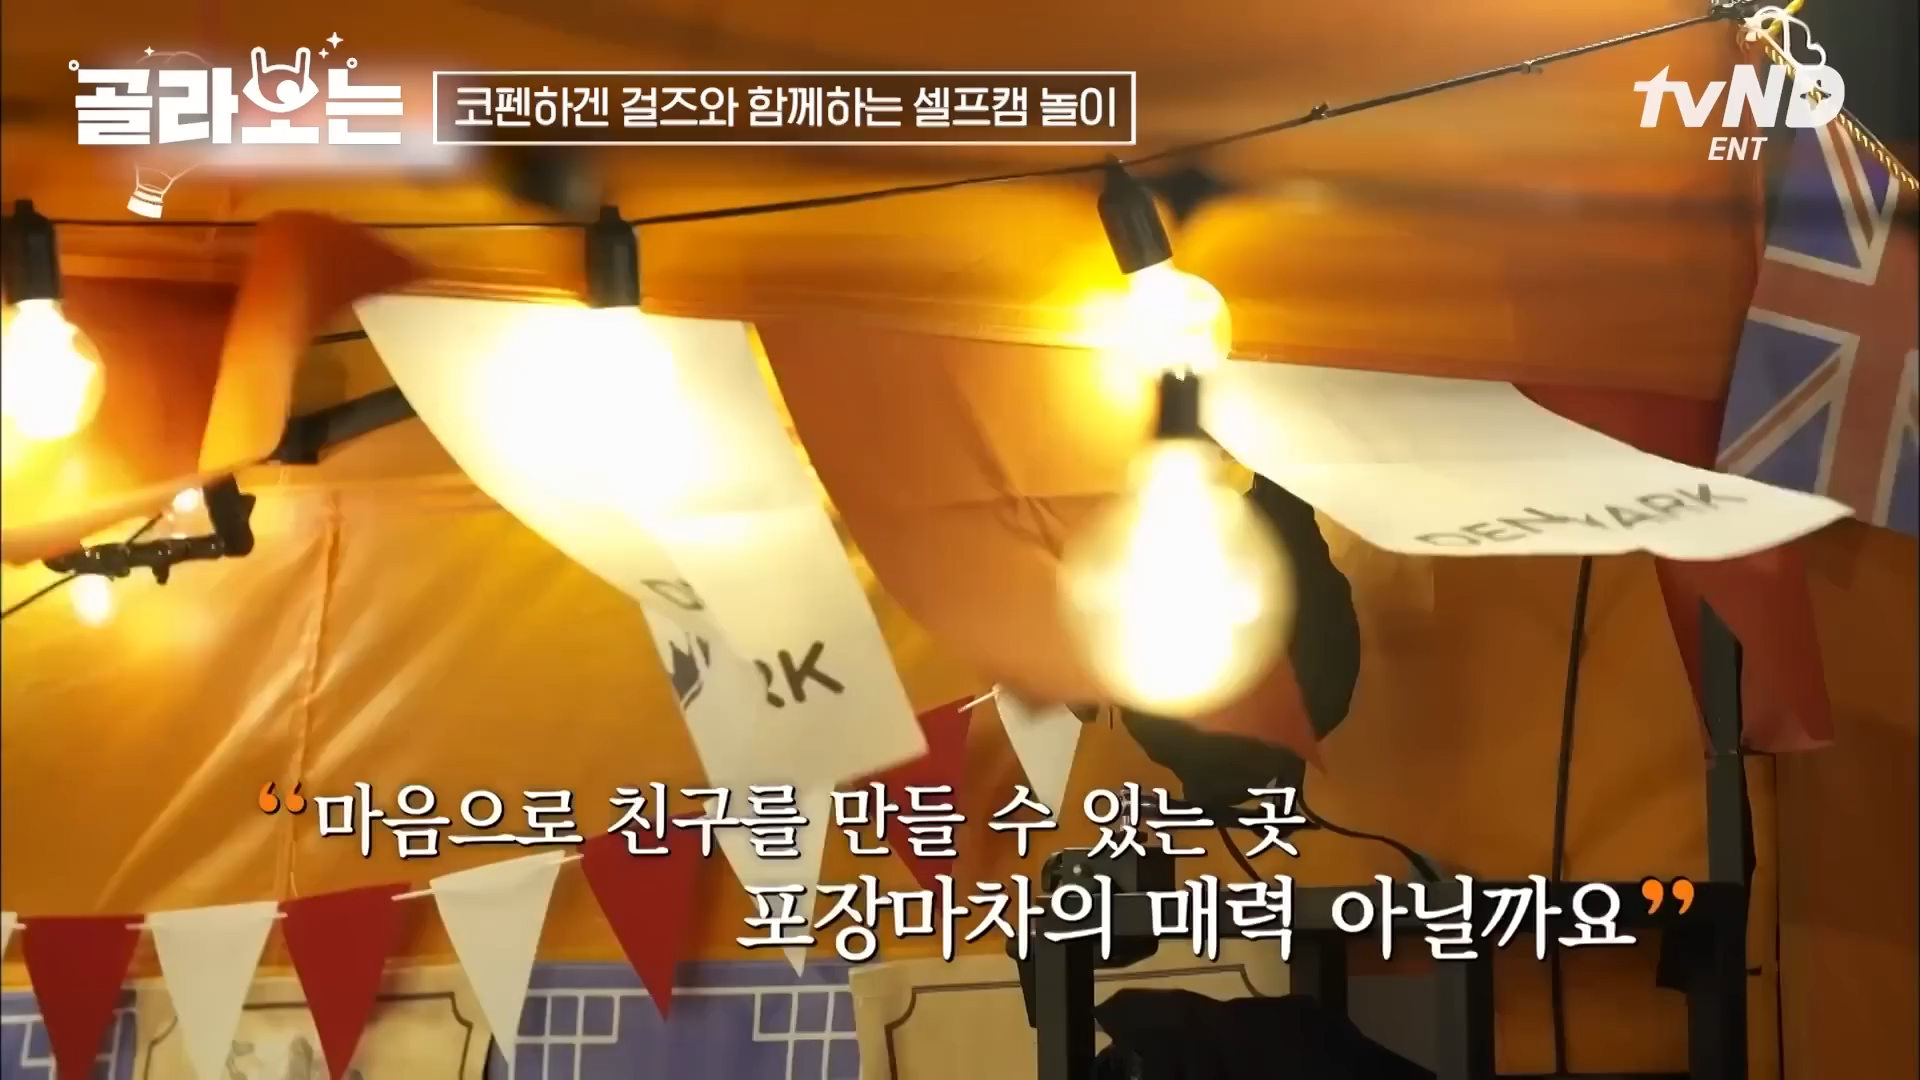 골라오는
코펜하겐 걸즈와 함께하는 셀프캠 놀이
tvND
ENT
DENMARK
RK
“마음으로 친구를 만들 수 있는 곳
포장마차의 매력 아닐까요”